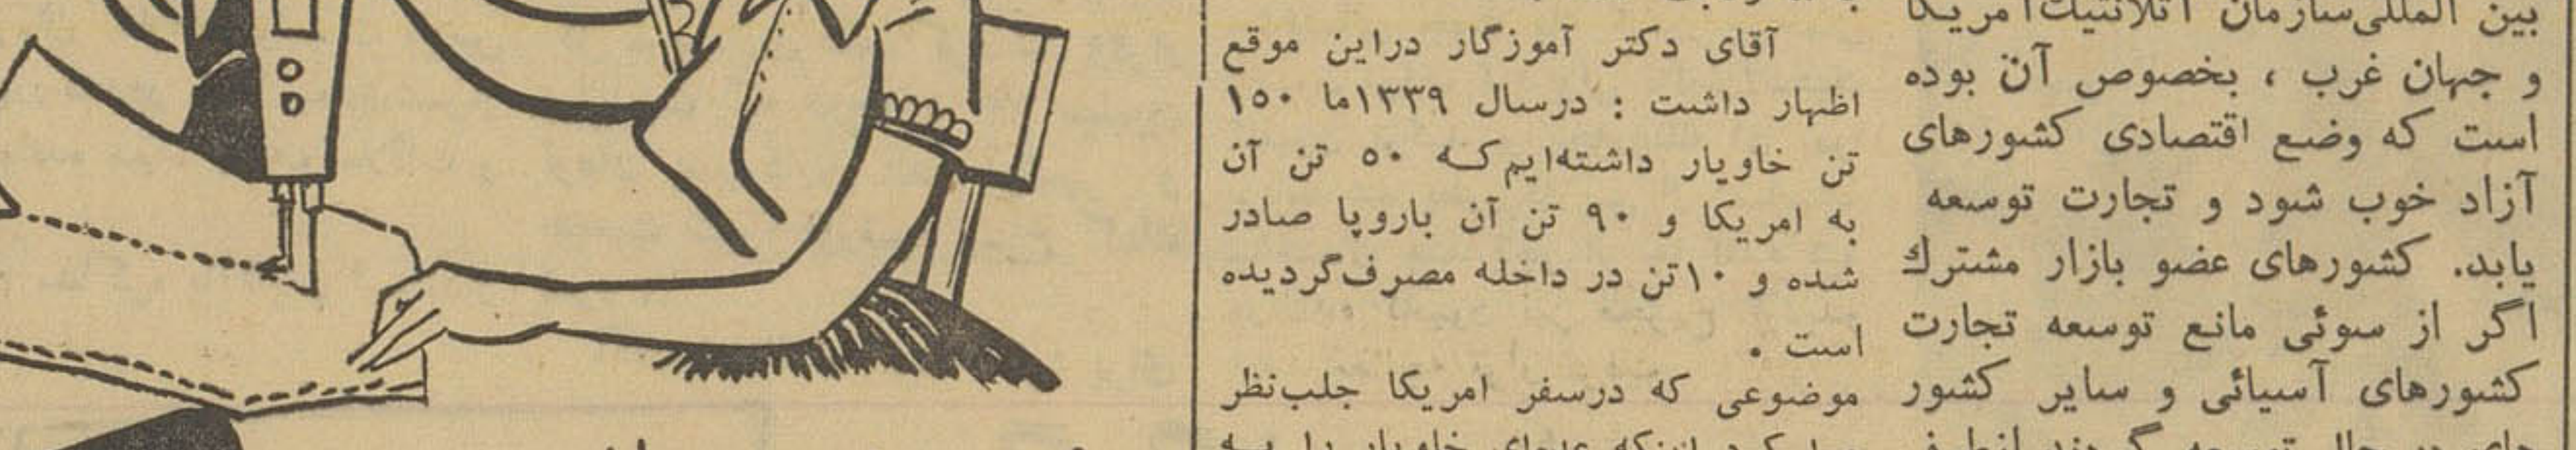 بین المللی‌سازمان آتلانتیك‌امریکا
و جهان غرب ، بخصوص آن بوده
است که وضع اقتصادی کشورهای
آزاد خوب شود و تجارت توسعه
یابد. کشورهای عضو بازار مشترك
اگر از سوئی مانع توسعه تجارت
کشورهای آسیائی و سایر کشور
آقای دکتر آموزگار دراین موقع
اظهار داشت : درسال ۱۳۳۹ما ۱۵۰
تن خاویار داشته‌ایم‌که ۵۰ تن آن
به امریکا و ۹۰ تن آن باروپا صادر
شده و ۱۰تن در داخله مصرف‌گردیده
است .
موضوعی که درسفر امریکا جلب‌نظر